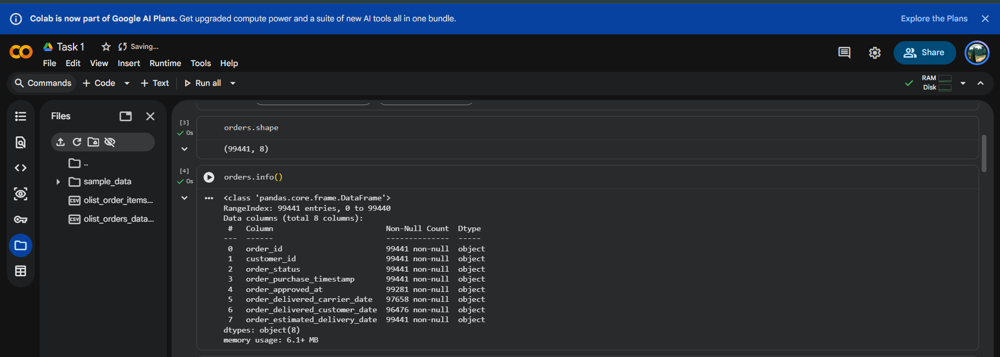 Colab is now part of Google AI Plans. Get upgraded compute power and a suite of new AI tools all in one bundle.
Explore the Plans
Task 1
Saving...
File Edit View Insert Runtime Tools Help
Share
Commands + Code + Text Run all
RAM
Disk
Files
..
sample_data
olist_order_items...
olist_orders_data...
[3]
0s
orders.shape
(99441, 8)
[4]
0s
orders.info()
<class 'pandas.core.frame.DataFrame'>
RangeIndex: 99441 entries, 0 to 99440
Data columns (total 8 columns):
 #   Column                         Non-Null Count  Dtype
---  ------                         --------------  -----
 0   order_id                       99441 non-null  object
 1   customer_id                    99441 non-null  object
 2   order_status                   99441 non-null  object
 3   order_purchase_timestamp       99441 non-null  object
 4   order_approved_at              99281 non-null  object
 5   order_delivered_carrier_date   97658 non-null  object
 6   order_delivered_customer_date  96476 non-null  object
 7   order_estimated_delivery_date  99441 non-null  object
dtypes: object(8)
memory usage: 6.1+ MB